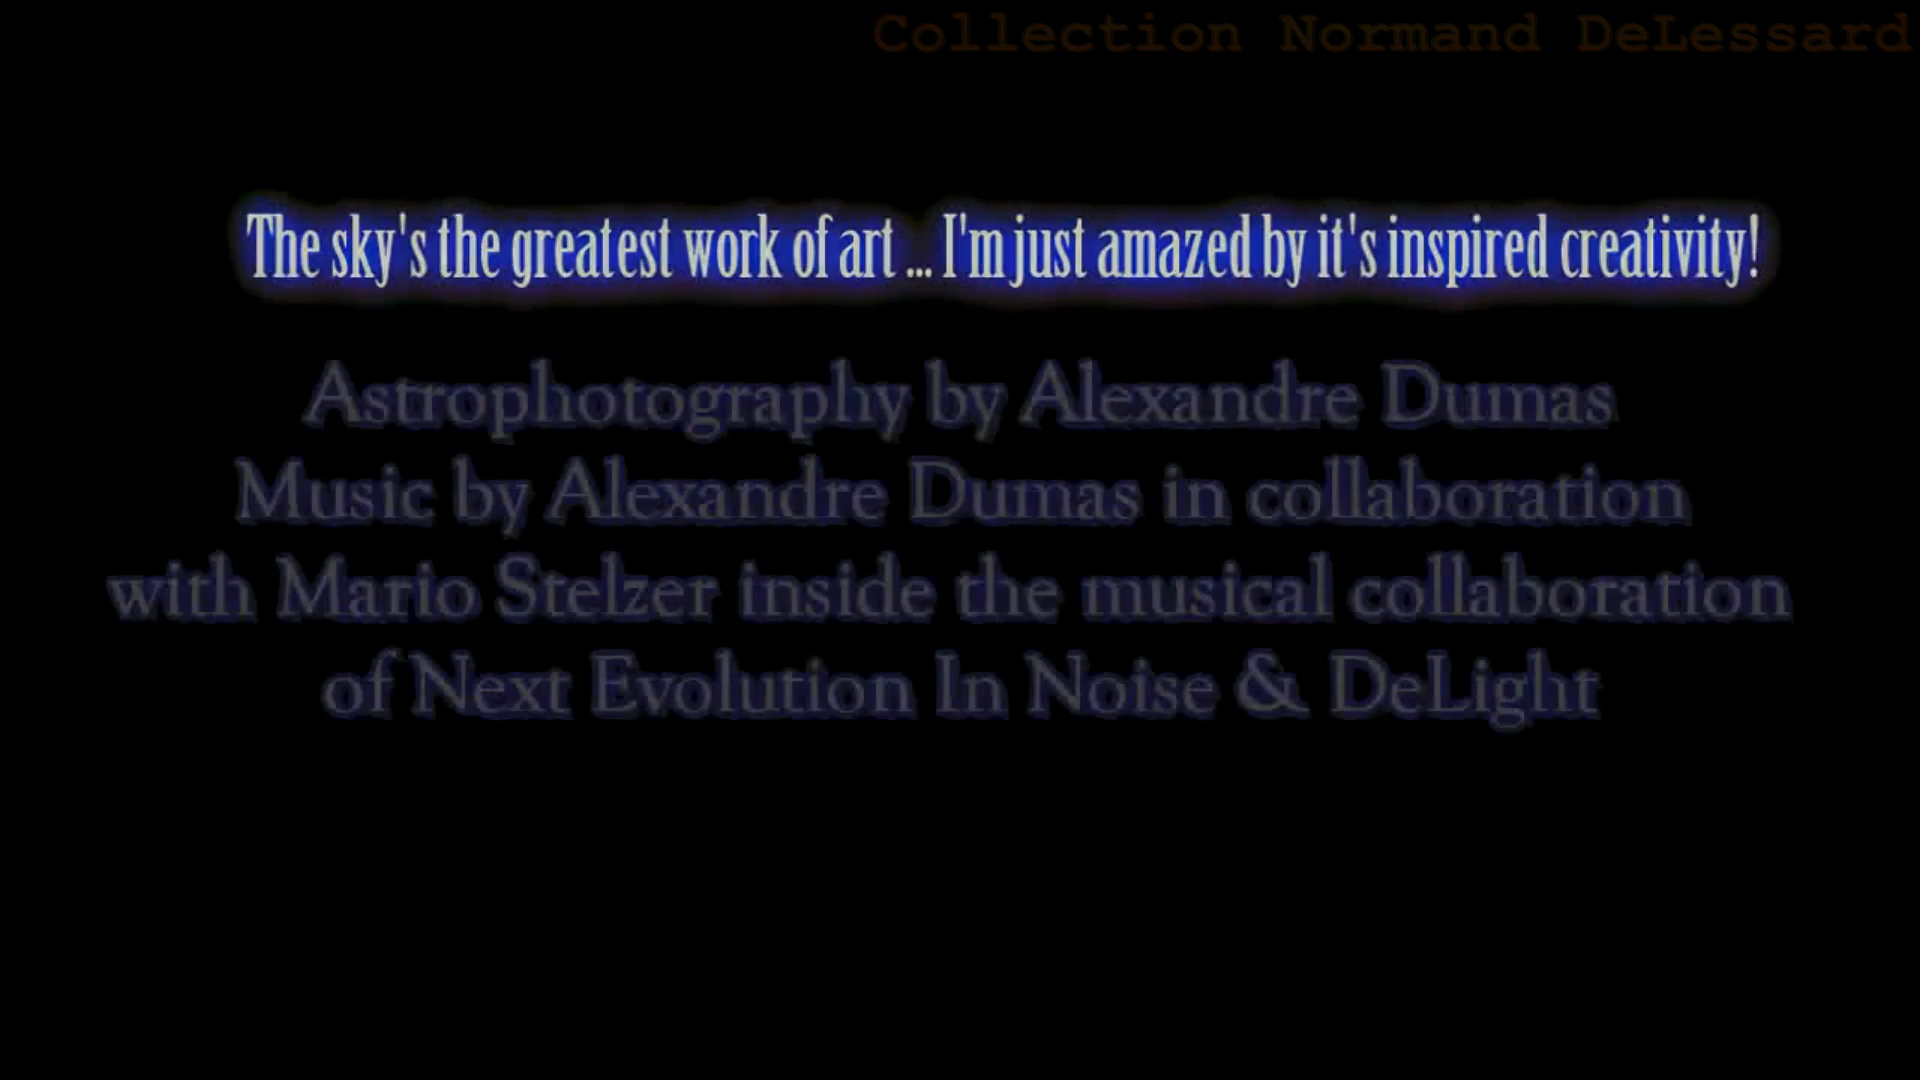 Collection Normand DeLessard
The sky's the greatest work of art ... I'm just amazed by it's inspired creativity!
Astrophotography by Alexandre Dumas
Music by Alexandre Dumas in collaboration
with Mario Stelzer inside the musical collaboration
of Next Evolution In Noise & DeLight